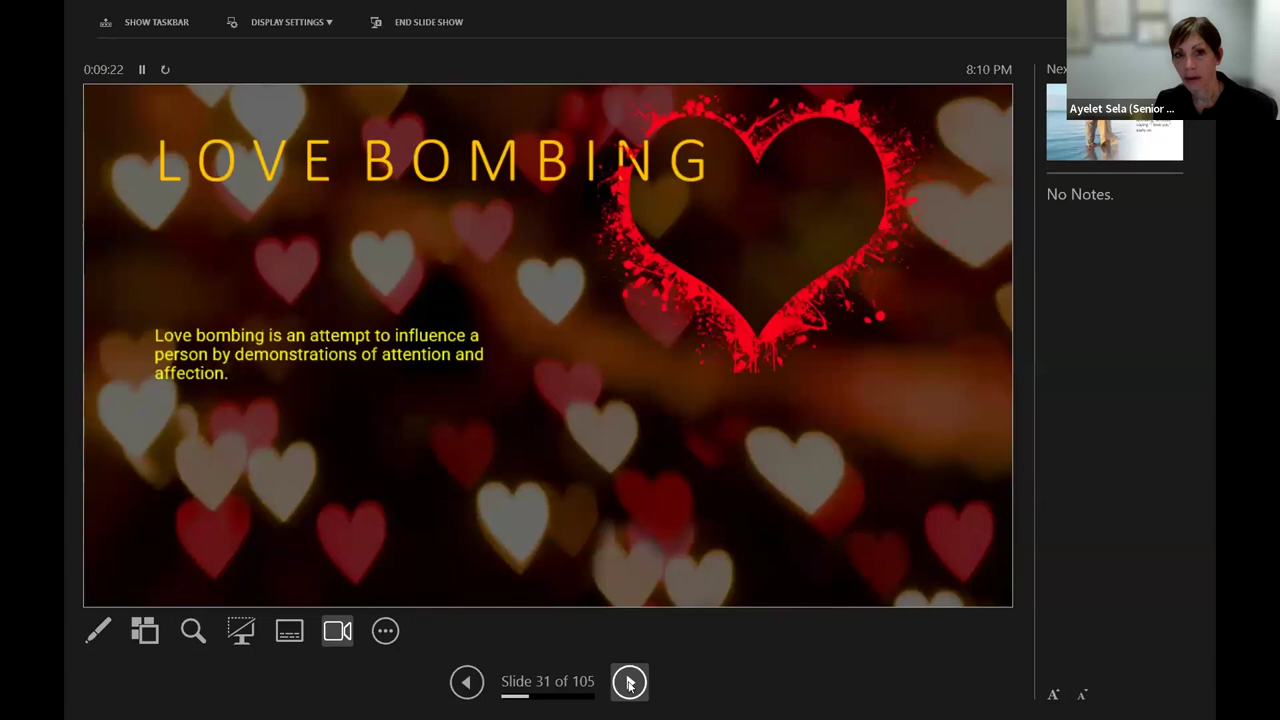 SHOW TASKBAR
DISPLAY SETTINGS ▼
END SLIDE SHOW
0:09:22
8:10 PM
Nex
Ayelet Sela (Senior ...
LOVE BOMBING
No Notes.
Love bombing is an attempt to influence a
person by demonstrations of attention and
affection.
Slide 31 of 105
A
A